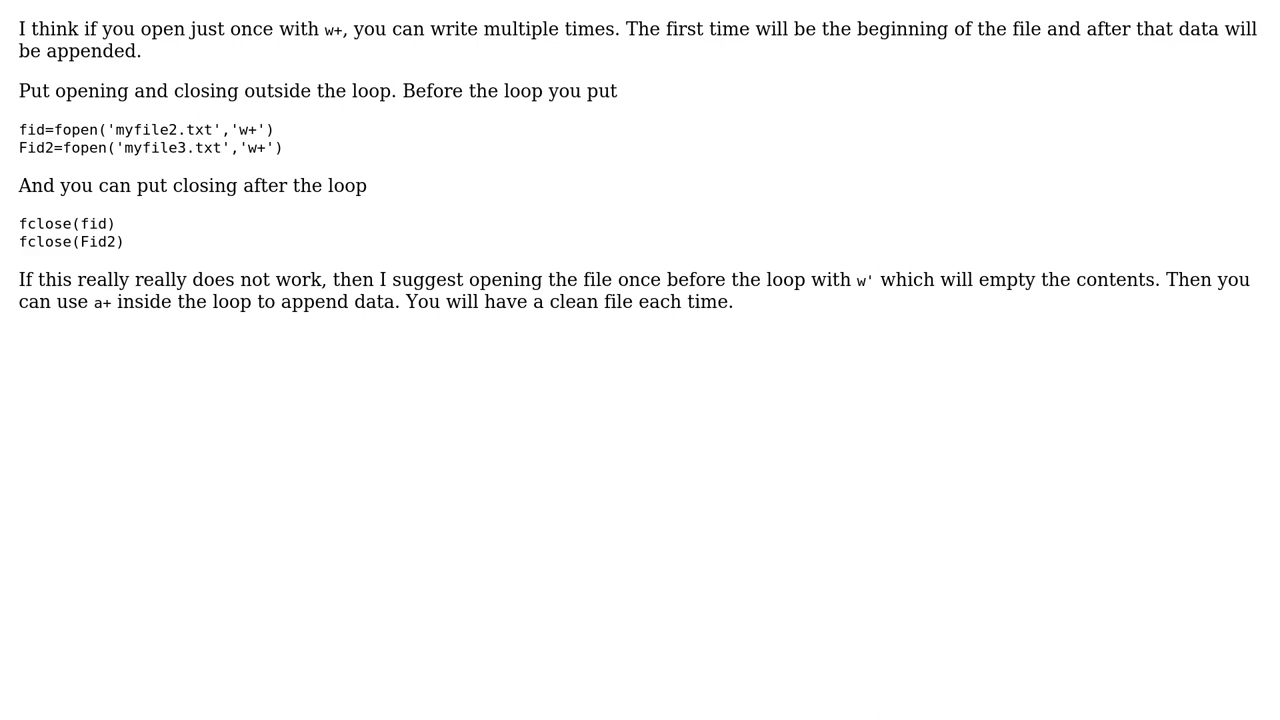 I think if you open just once with w+, you can write multiple times. The first time will be the beginning of the file and after that data will
be appended.
Put opening and closing outside the loop. Before the loop you put
fid=fopen('myfile2.txt','w+')
Fid2=fopen('myfile3.txt','w+')
And you can put closing after the loop
fclose(fid)
fclose(Fid2)
If this really really does not work, then I suggest opening the file once before the loop with w' which will empty the contents. Then you
can use a+ inside the loop to append data. You will have a clean file each time.